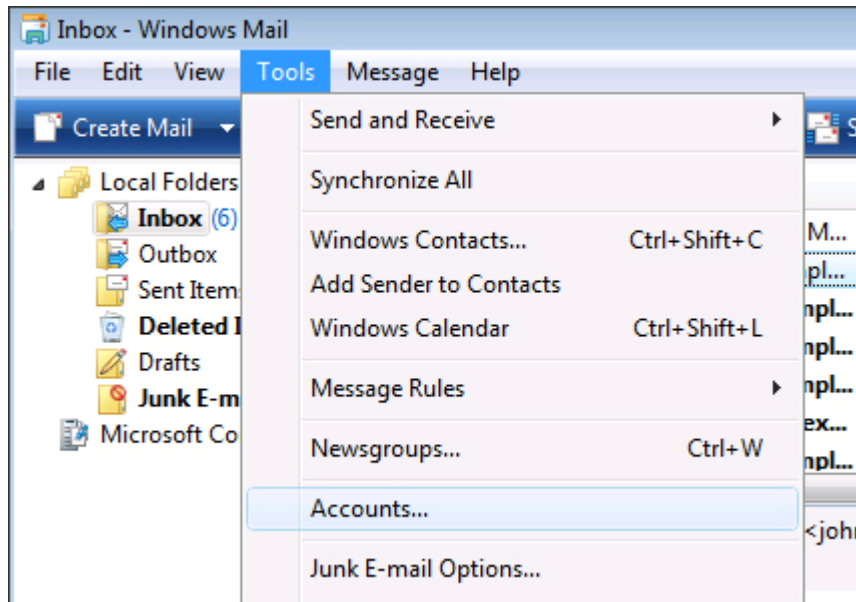 Inbox - Windows Mail
File Edit View Tools Message Help
Create Mail
Send and Receive
Local Folders
Synchronize All
Inbox (6)
Windows Contacts... Ctrl+Shift+C
Outbox
Add Sender to Contacts
Sent Item
Windows Calendar Ctrl+Shift+L
Deleted
Drafts
Message Rules
Junk E-m
Microsoft Co
Newsgroups... Ctrl+W
Accounts...
<joh
Junk E-mail Options...